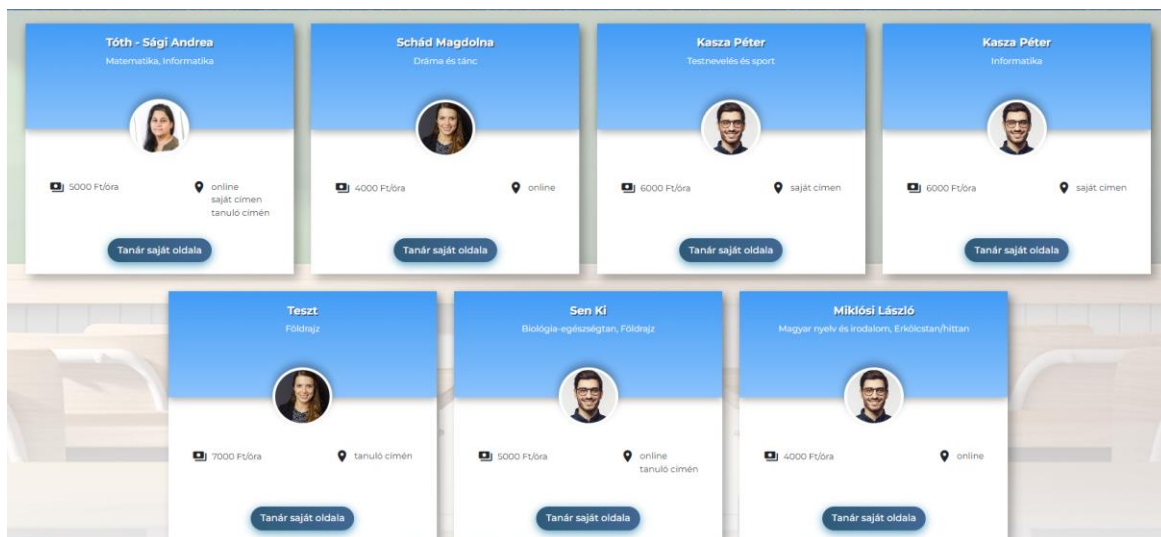 Tóth - Sági Andrea
Matematika, Informatika
5000 Ft/óra
online
saját címen
tanuló címén
Tanár saját oldala
Schád Magdolna
Dráma és tánc
4000 Ft/óra
online
Tanár saját oldala
Kasza Péter
Testnevelés és sport
6000 Ft/óra
saját címen
Tanár saját oldala
Kasza Péter
Informatika
6000 Ft/óra
saját címen
Tanár saját oldala
Teszt
Földrajz
7000 Ft/óra
tanuló címén
Tanár saját oldala
Sen Ki
Biológia-egészségtan, Földrajz
5000 Ft/óra
online
tanuló címén
Tanár saját oldala
Miklósi László
Magyar nyelv és irodalom, Erkölcstan/hittan
4000 Ft/óra
online
Tanár saját oldala